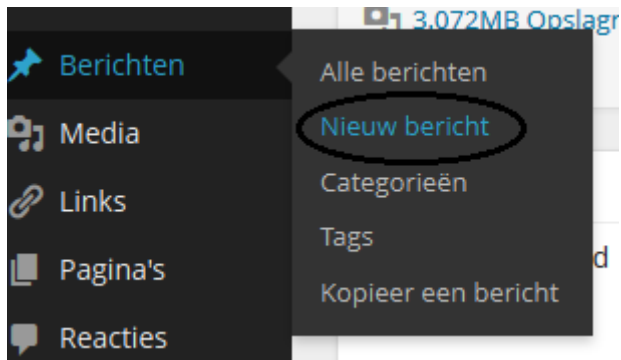 3.072MB Opslagr
Berichten
Media
Links
Pagina's
Reacties
Alle berichten
Nieuw bericht
Categorieën
Tags
Kopieer een bericht
d